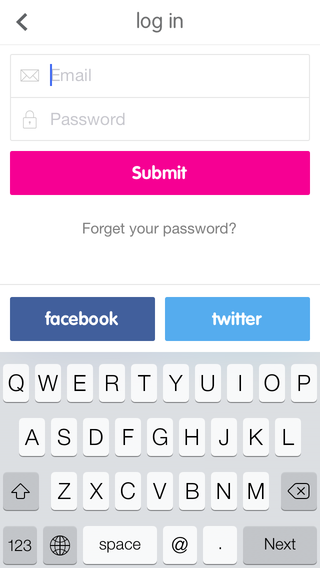 log in
Email
Password
Submit
Forget your password?
facebook twitter
Q W E R T Y U I O P
A S D F G H J K L
Z X C V B N M
123 space @ . Next